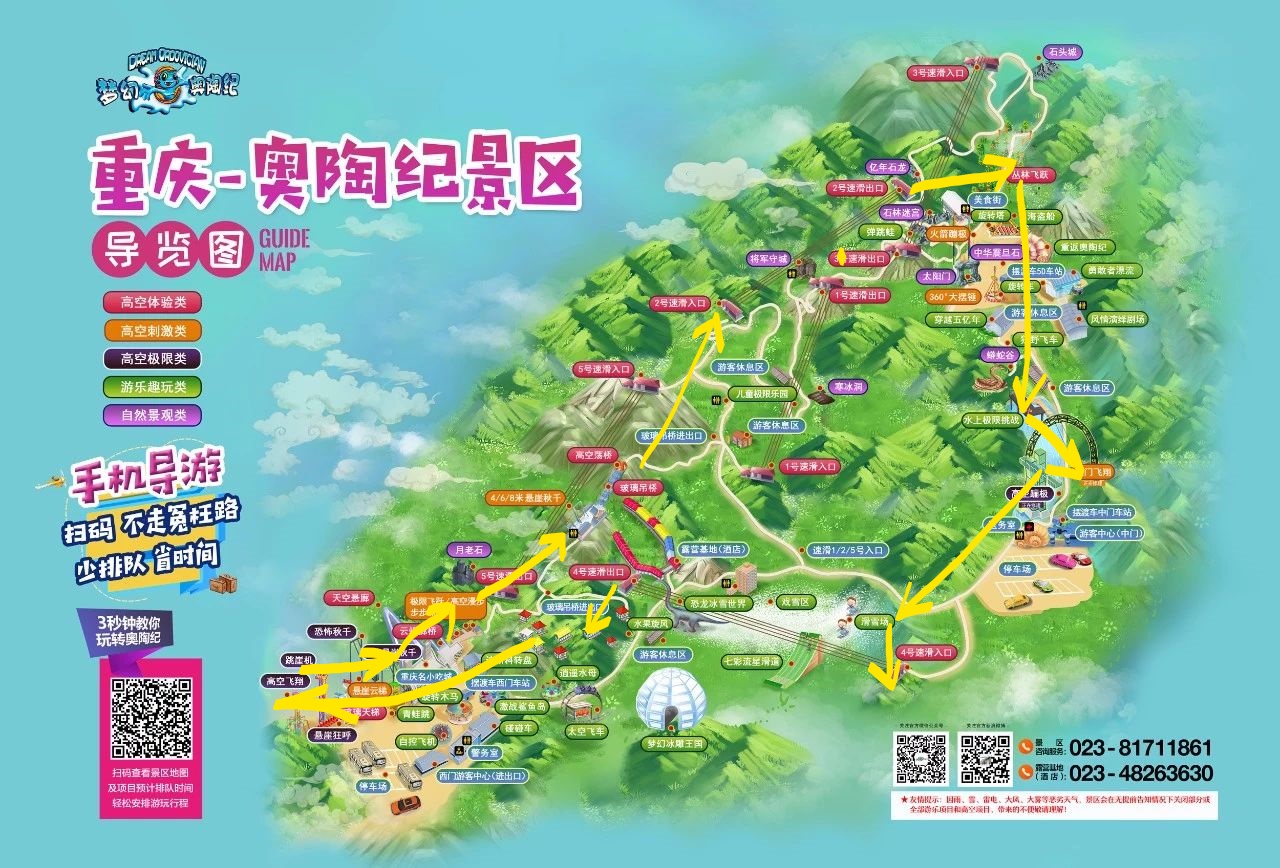 DREAM ORDOVICIAN
梦幻 奥陶纪
重庆-奥陶纪景区
导览图
GUIDE
MAP
高空体验类
高空刺激类
高空极限类
游乐趣玩类
自然景观类
手机导游
扫码 不走冤枉路
少排队 省时间
3秒钟教你
玩转奥陶纪
扫码查看景区地图
及项目预计排队时间
轻松安排游玩行程
石头城
3号速滑入口
亿年石龙
丛林飞跃
2号速滑出口
美食街
石林迷宫
旋转塔
海盗船
弹跳蛙
火箭蹦极
将军守城
3号速滑出口
中华震旦石
重返奥陶纪
太阳门
摆渡车5D车站
勇敢者漂流
1号速滑出口
360°大摆锤
2号速滑入口
穿越五亿年
游客休息区
风情演绎剧场
蟒蛇谷
5号速滑入口
游客休息区
寒冰洞
游客休息区
儿童极限乐园
水上极限挑战
游客休息区
玻璃吊桥进出口
高空荡桥
1号速滑入口
门飞翔
玻璃吊桥
4/6/8米悬崖秋千
高空蹦极
摆渡车中门车站
游客中心(中门)
月老石
露营基地(酒店)
速滑1/2/5号入口
停车场
5号速滑出口
4号速滑出口
天空悬廊
极限飞跃/高空漫步
玻璃吊桥进出口
恐龙冰雪世界
戏雪区
滑雪场
水果旋风
恐怖秋千
游客休息区
七彩流星滑道
4号速滑入口
跳崖机
高空飞翔
重庆名小吃城
逍遥水母
悬崖云梯
旋转木马
摆渡车西门车站
激战鲨鱼岛
青蛙跳
悬崖狂呼
自控飞机
碰碰车
太空飞车
梦幻冰雕王国
警务室
西门游客中心(进出口)
停车场
景区
咨询服务:
023-81711861
露营基地
(酒店):
023-48263630
★友情提示:因雨、雪、雷电、大风、大雾等恶劣天气,景区会在无提前告知情况下关闭部分或
全部游乐项目和高空项目,带来的不便敬请理解!